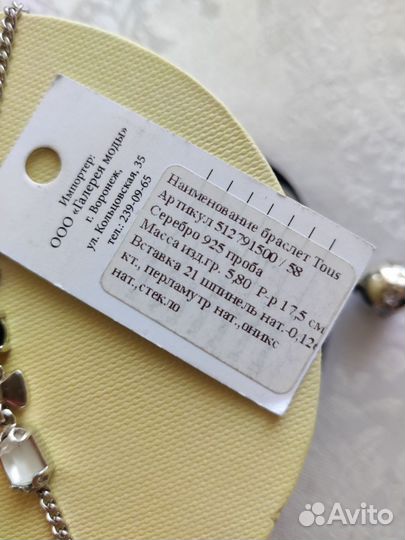 Импортер:
ООО «Галерея моды»
г. Воронеж,
ул. Кольцовская, 35
тел.: 239-09-65
Наименование браслет Tous
Артикул 512791500 / 58
Серебро 925 проба
Масса изд.гр. 5,80 Р-р 17,5 см
Вставка 21 шпинель нат.-0,126
кт., перламутр нат.,оникс
нат.,стекло
Avito